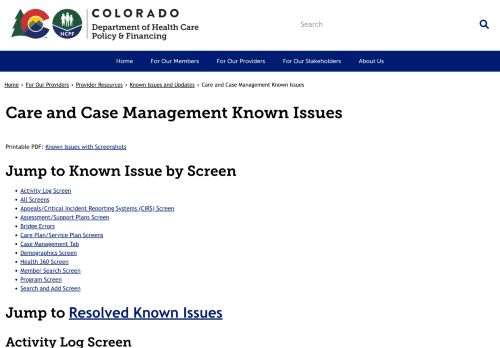 CO
HCPF
COLORADO
Department of Health Care
Policy & Financing
Search
Home
For Our Members
For Our Providers
For Our Stakeholders
About Us
Home › For Our Providers › Provider Resources › Known Issues and Updates › Care and Case Management Known Issues
Care and Case Management Known Issues
Printable PDF: Known Issues with Screenshots
Jump to Known Issue by Screen
• Activity Log Screen
• All Screens
• Appeals/Critical Incident Reporting Systems (CIRS) Screen
• Assessment/Support Plans Screen
• Bridge Errors
• Care Plan/Service Plan Screens
• Case Management Tab
• Demographics Screen
• Health 360 Screen
• Member Search Screen
• Program Screen
• Search and Add Screen
Jump to Resolved Known Issues
Activity Log Screen